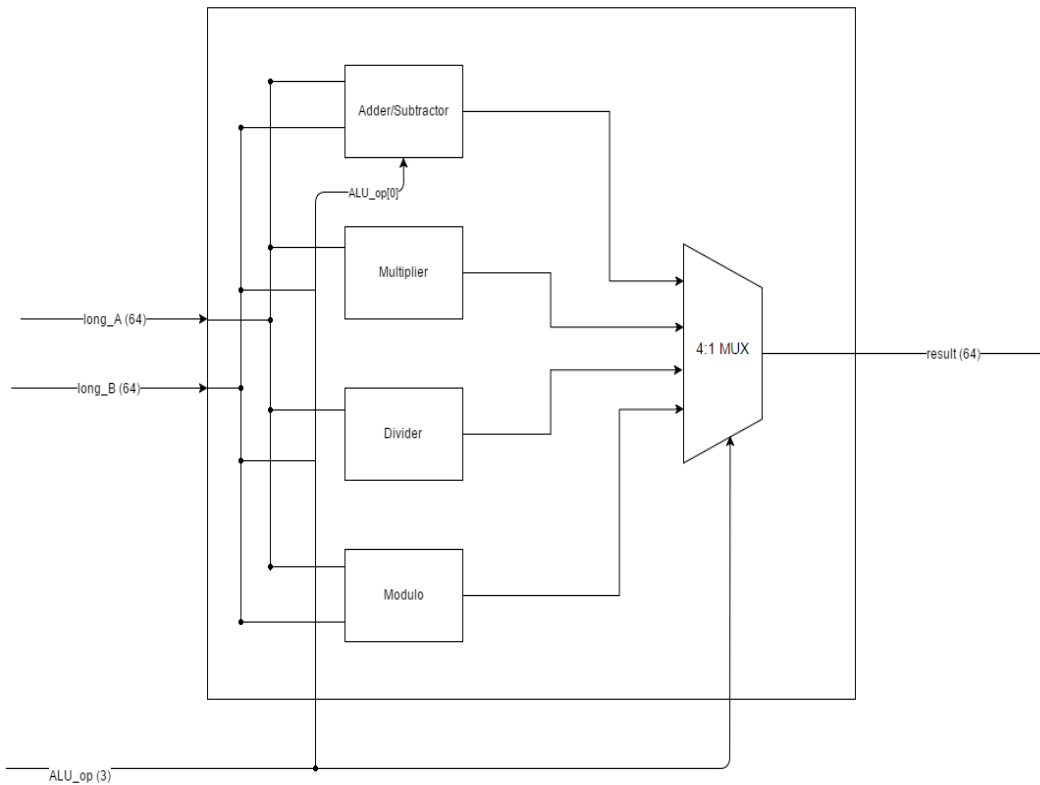 Adder/Subtractor
ALU_op[0]
Multiplier
long_A (64)
4:1 MUX
result (64)
long_B (64)
Divider
Modulo
ALU_op (3)